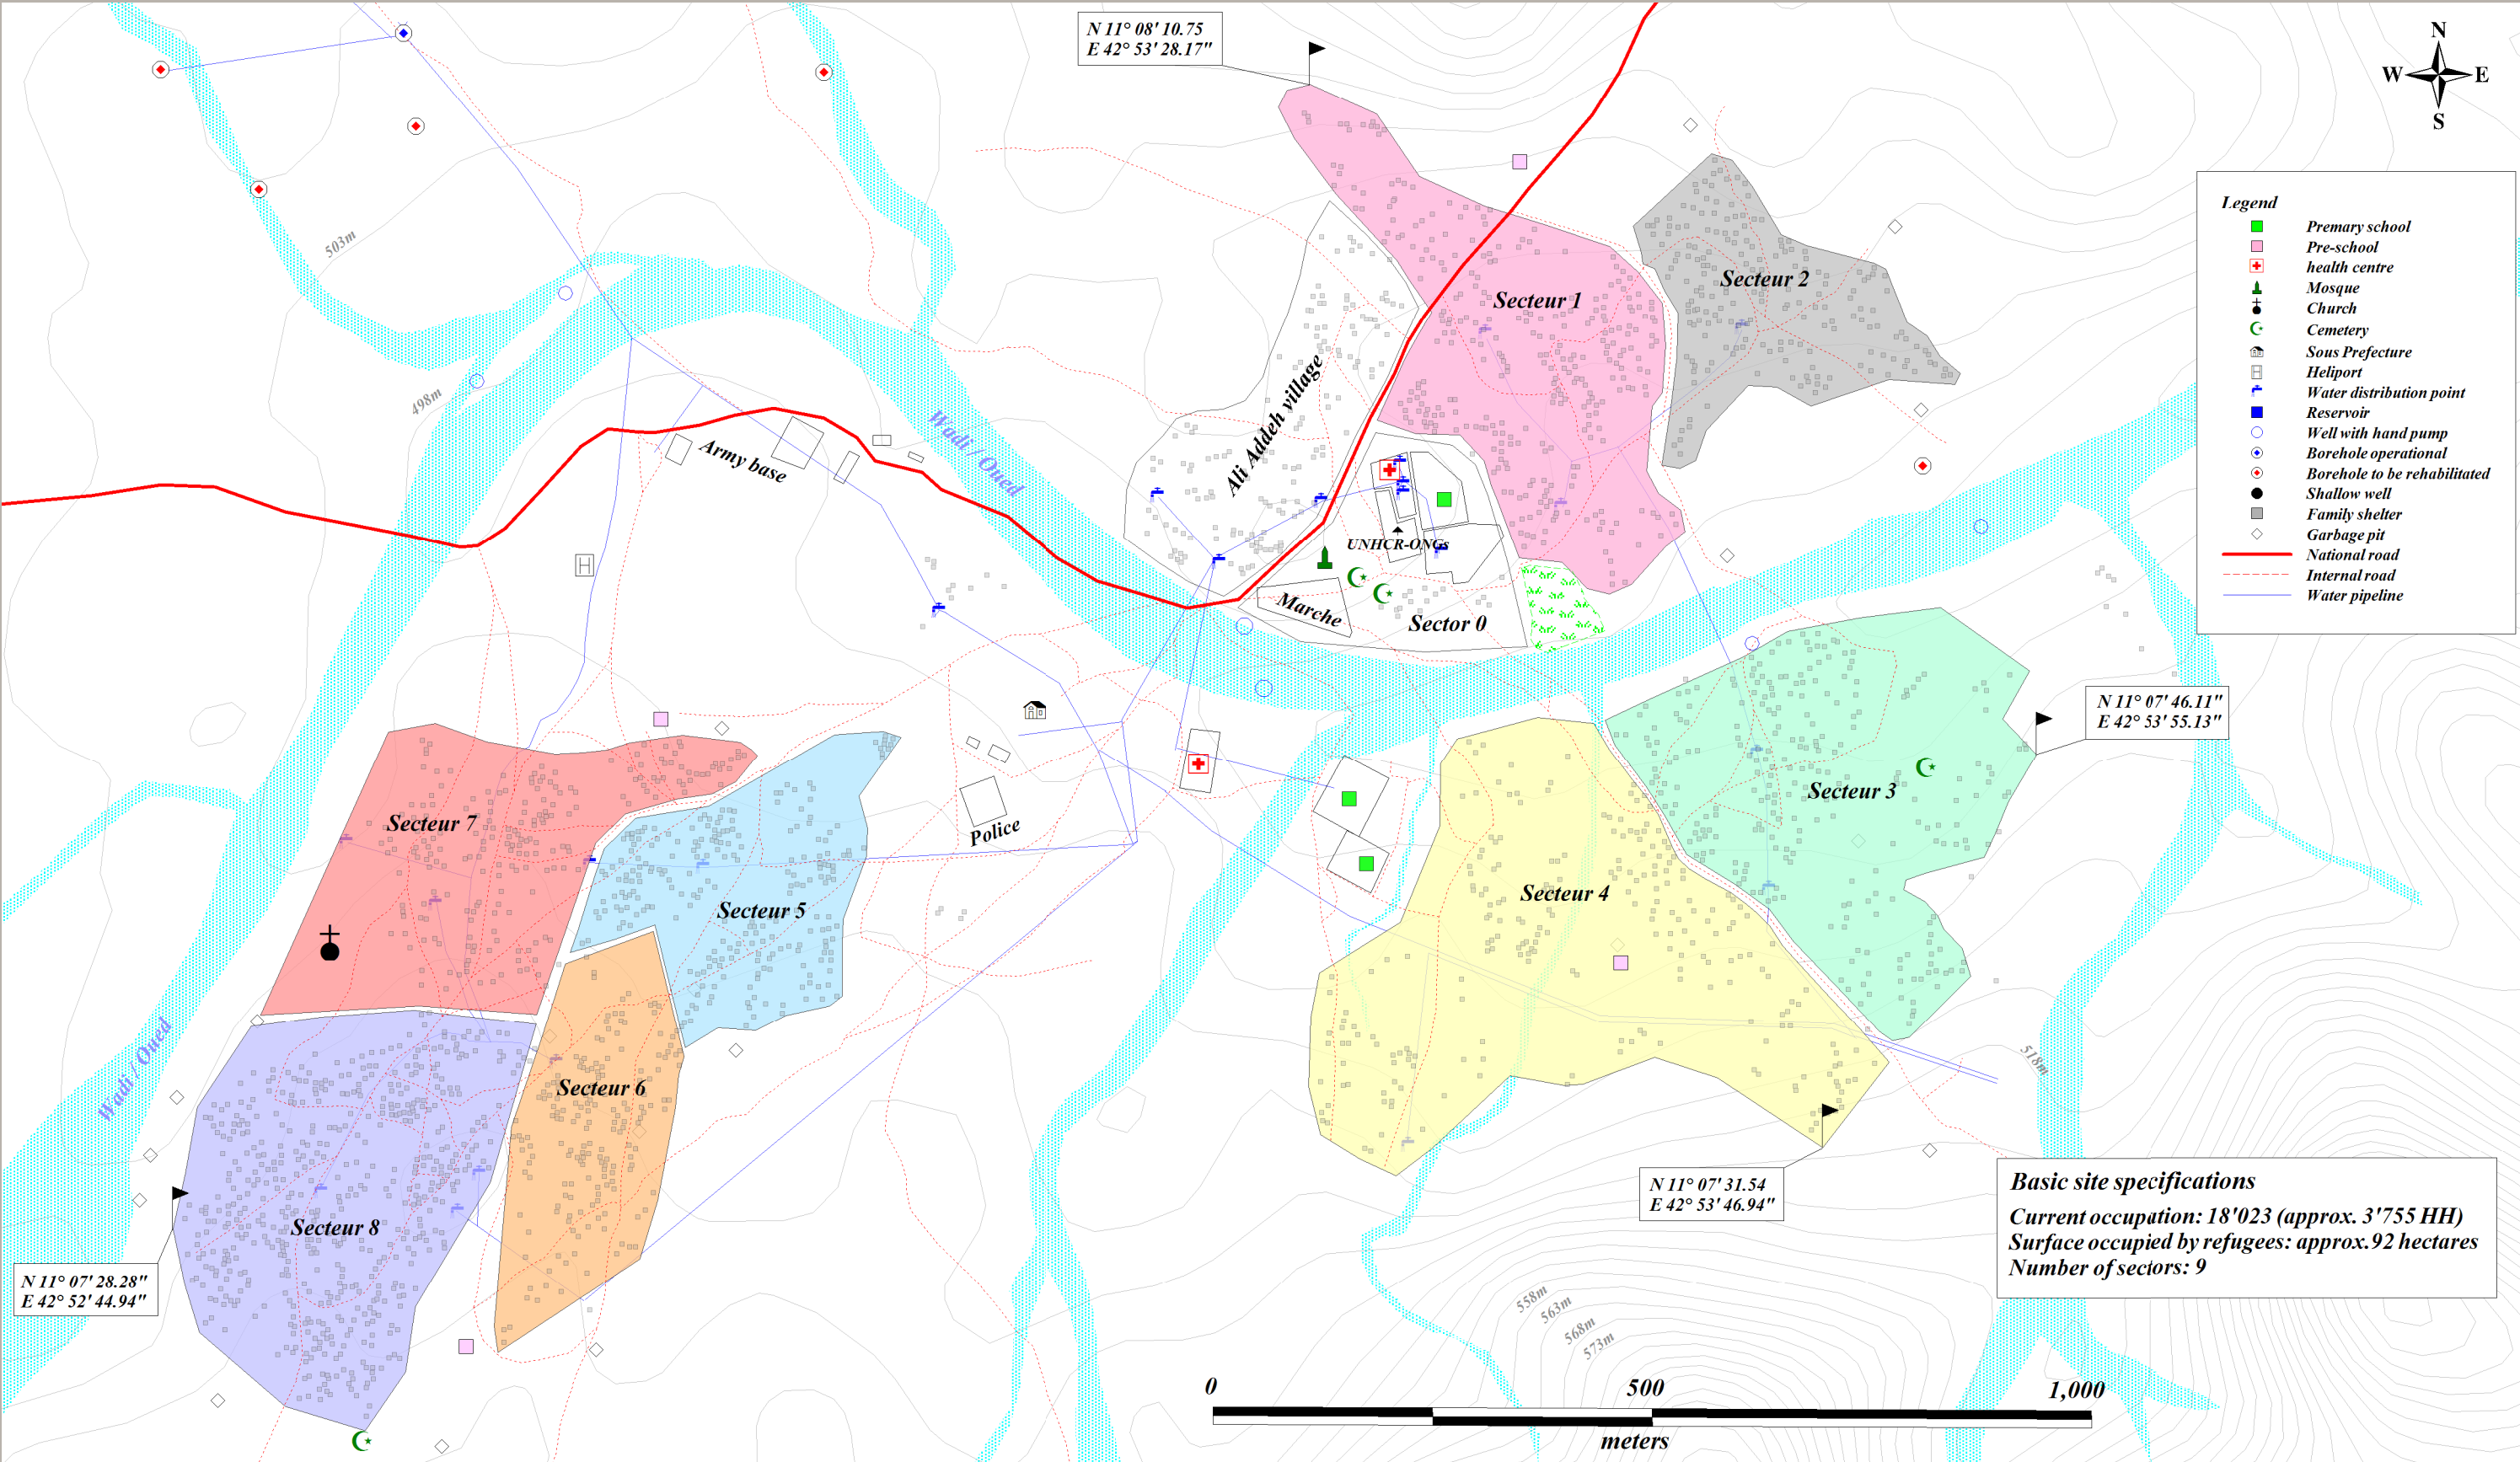 N 11° 08' 10.75
E 42° 53' 28.17"
N
W
E
S
503m
498m
Wadi / Oued
Army base
H
Ali Addeh village
Secteur 1
Secteur 2
UNHCR-ONGs
Marche
Sector 0
Legend
Premary school
Pre-school
health centre
Mosque
Church
Cemetery
Sous Prefecture
H
Heliport
Water distribution point
Reservoir
Well with hand pump
Borehole operational
Borehole to be rehabilitated
Shallow well
Family shelter
Garbage pit
National road
Internal road
Water pipeline
N 11° 07' 46.11"
E 42° 53' 55.13"
Secteur 7
Secteur 5
Police
Secteur 3
Secteur 4
Wadi / Oued
Secteur 6
Secteur 8
518m
N 11° 07' 31.54
E 42° 53' 46.94"
N 11° 07' 28.28"
E 42° 52' 44.94"
Basic site specifications
Current occupation: 18'023 (approx. 3'755 HH)
Surface occupied by refugees: approx.92 hectares
Number of sectors: 9
558m
563m
568m
573m
0
500
1,000
meters